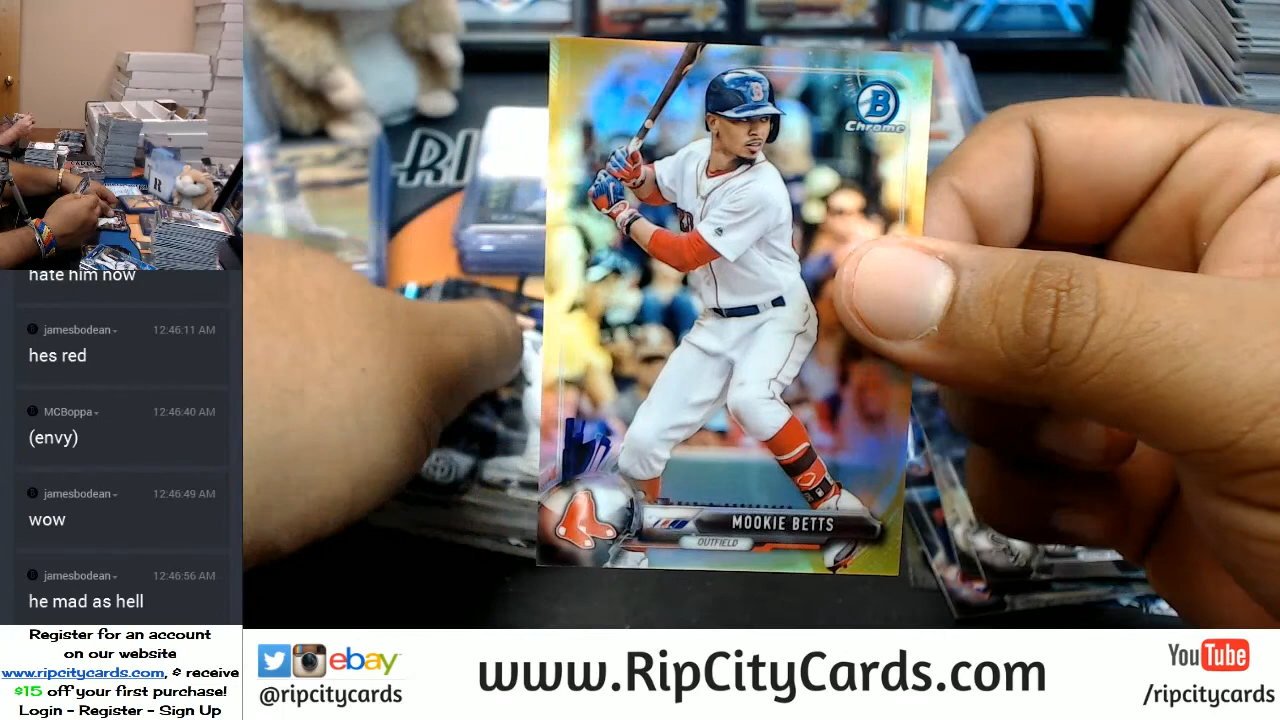 hate him now
jamesbodean
12:46:11 AM
hes red
MCBoppa
12:46:40 AM
(envy)
jamesbodean
12:46:49 AM
wow
jamesbodean
12:46:56 AM
he mad as hell
Register for an account
on our website
www.ripcitycards.com, & receive
$15 off your first purchase!
Login - Register - Sign Up
RI
B
Chrome
B
MOOKIE BETTS
OUTFIELD
ebay
@ripcitycards
www.RipCityCards.com
YouTube
/ripcitycards